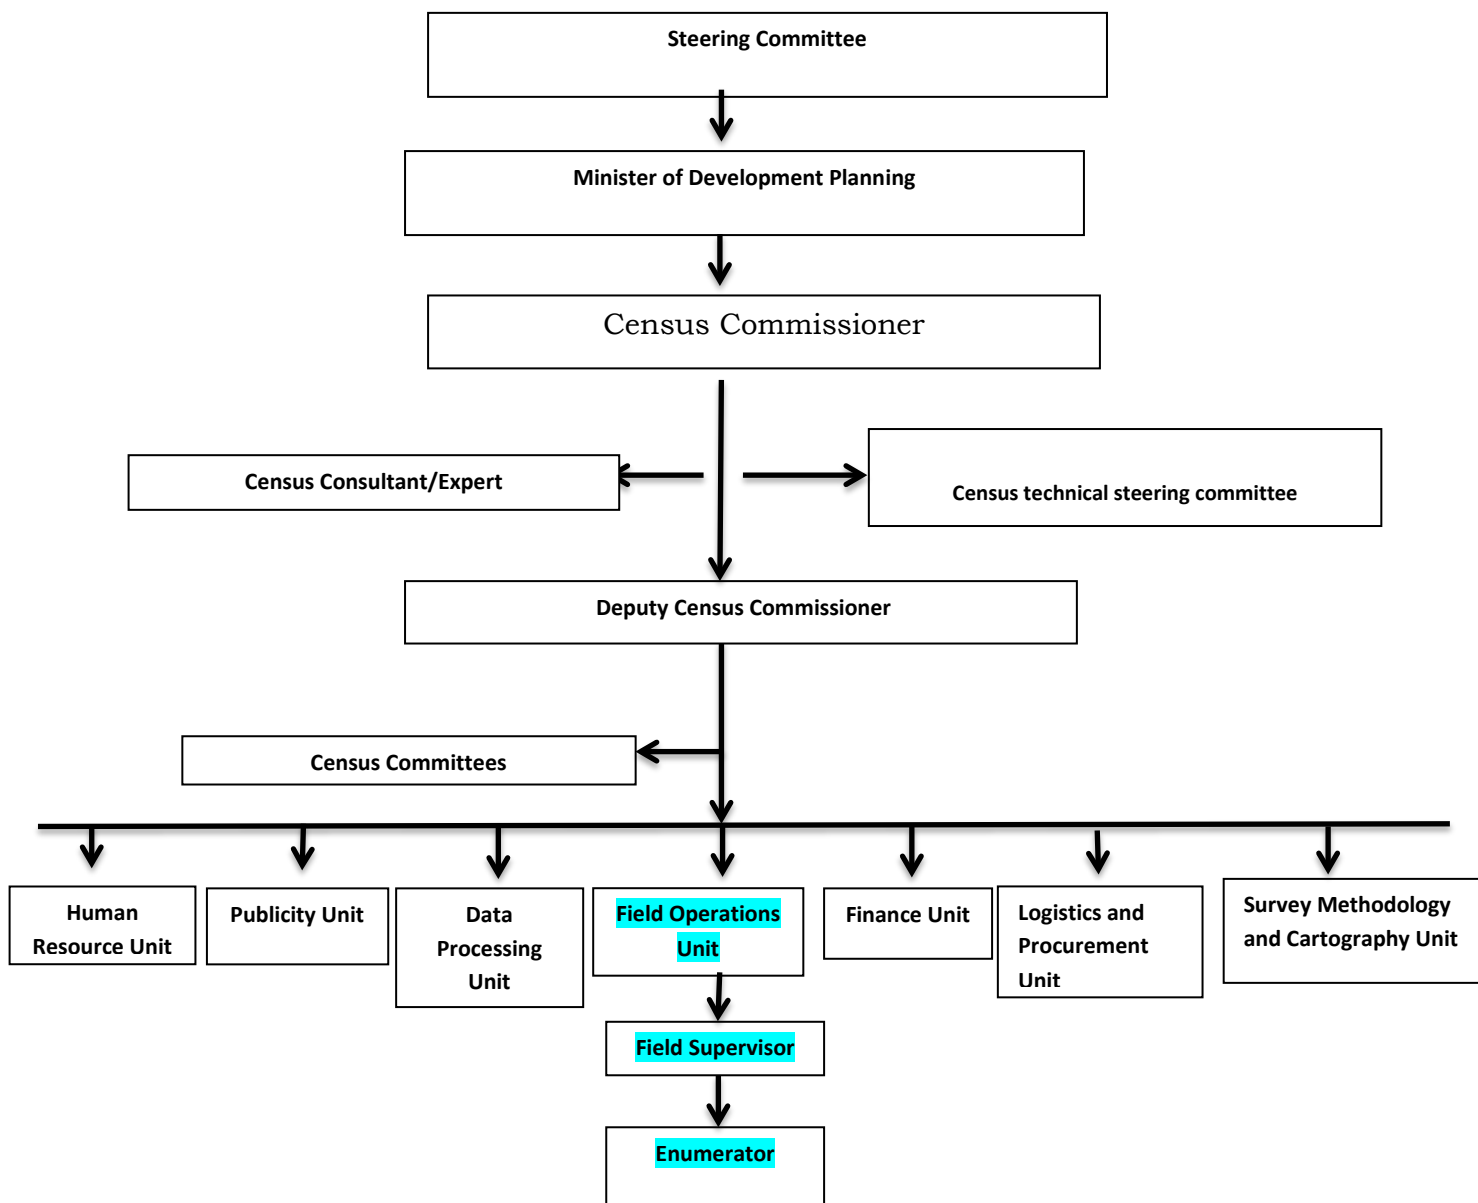 Steering Committee
Minister of Development Planning
Census Commissioner
Census Consultant/Expert
Census technical steering committee
Deputy Census Commissioner
Census Committees
Human
Resource Unit
Publicity Unit
Data
Processing
Unit
Field Operations
Unit
Finance Unit
Logistics and
Procurement
Unit
Survey Methodology
and Cartography Unit
Field Supervisor
Enumerator